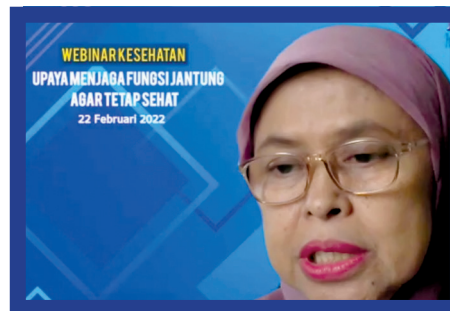 WEBINAR KESEHATAN
UPAYA MENJAGA FUNGSI JANTUNG
AGAR TETAP SEHAT
22 Februari 2022